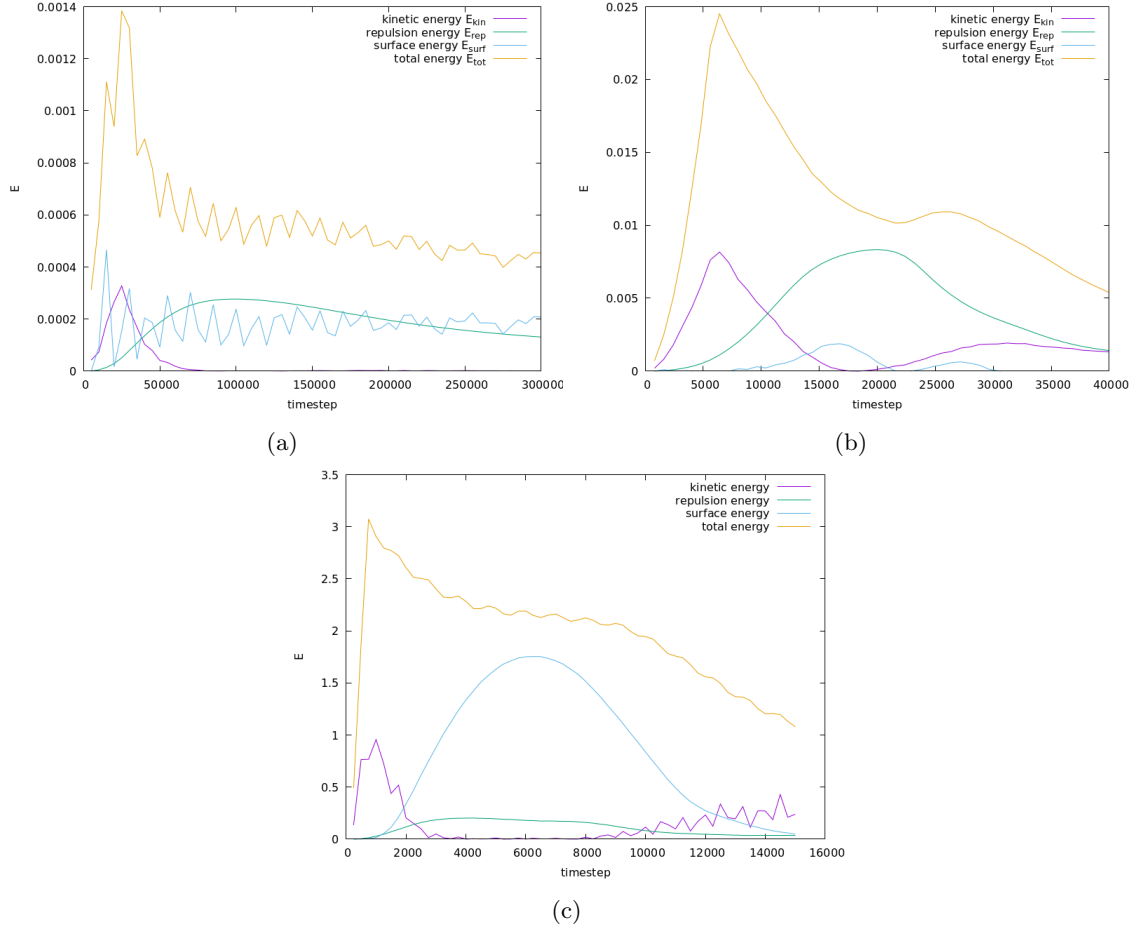 0.0014
0.0012
0.001
0.0008
0.0006
0.0004
0.0002
0
E
0
50000
100000
150000
200000
250000
300000
timestep
kinetic energy E_kin
repulsion energy E_rep
surface energy E_surf
total energy E_tot
(a)
0.025
0.02
0.015
0.01
0.005
0
E
0
5000
10000
15000
20000
25000
30000
35000
40000
timestep
kinetic energy E_kin
repulsion energy E_rep
surface energy E_surf
total energy E_tot
(b)
3.5
3
2.5
2
1.5
1
0.5
0
E
0
2000
4000
6000
8000
10000
12000
14000
16000
timestep
kinetic energy
repulsion energy
surface energy
total energy
(c)